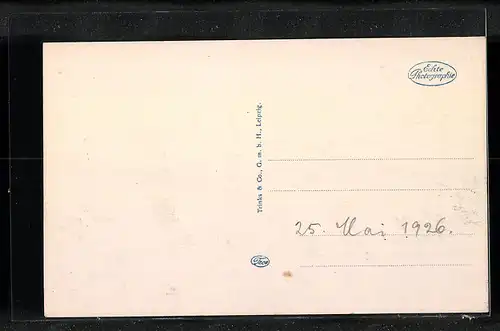 Echte
Photographie
Trinks & Co., G. m. b. H., Leipzig.
25. Mai 1926.